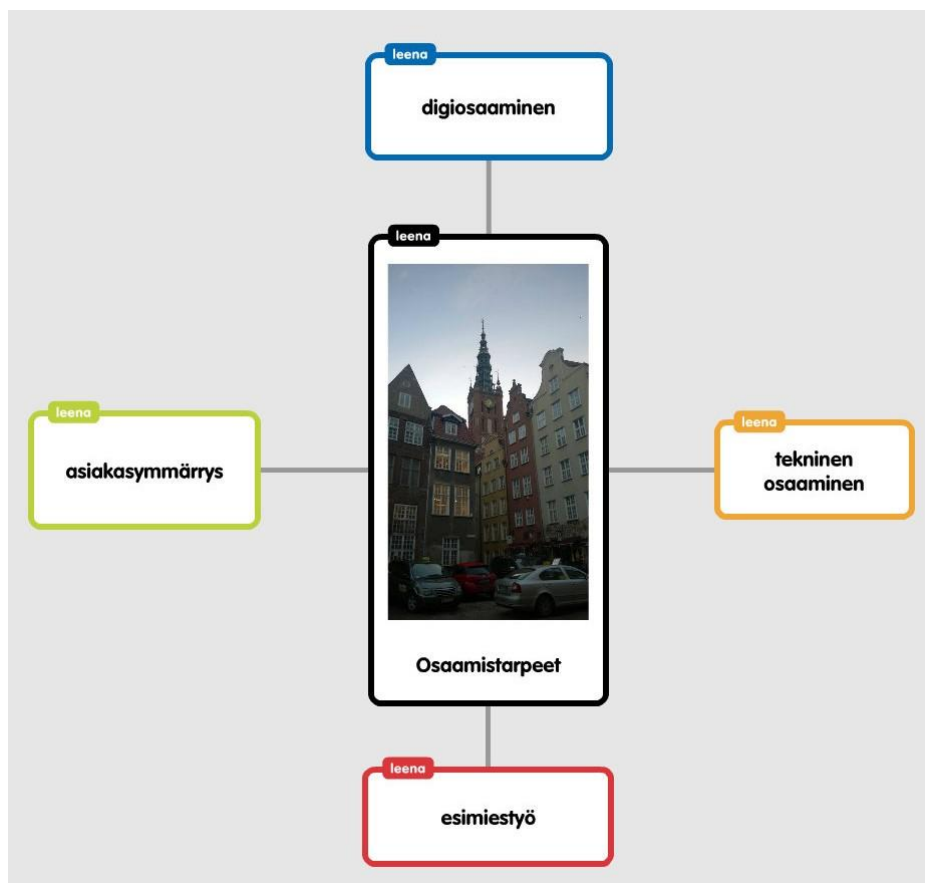 leena
digiosaaminen
leena
leena
asiakasymmärrys
leena
tekninen
osaaminen
Osaamistarpeet
leena
esimiestyö